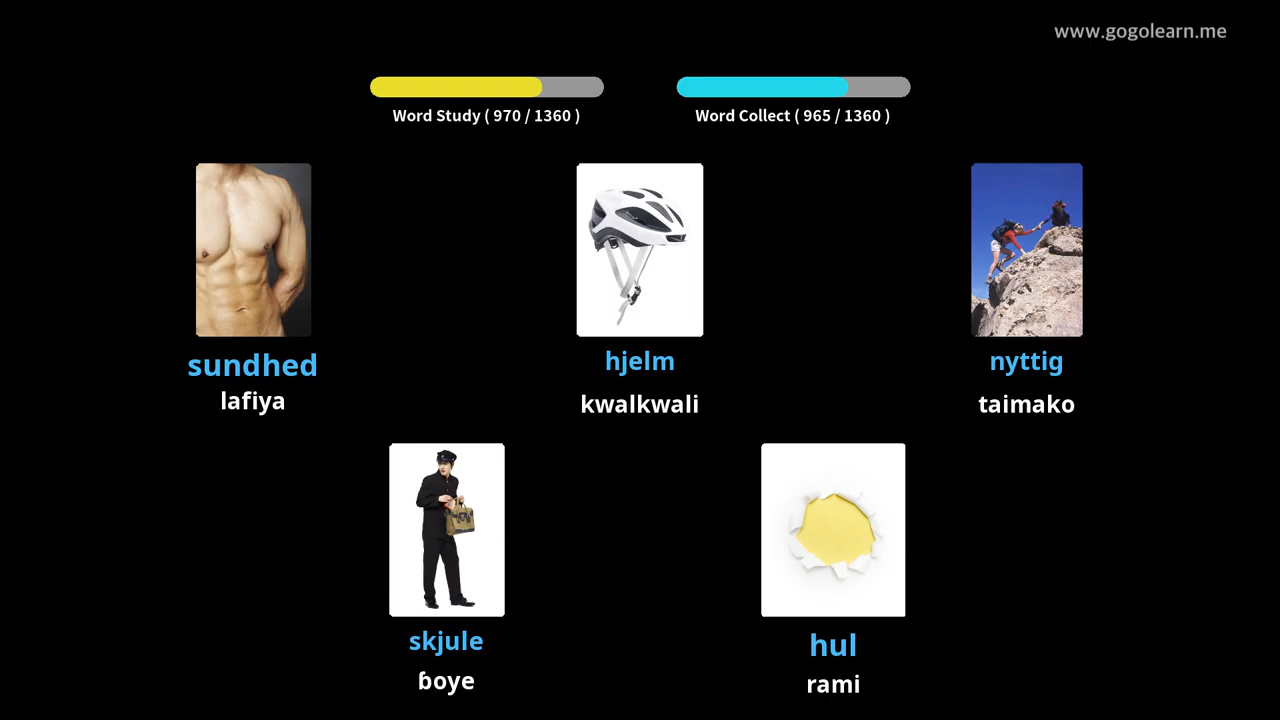 www.gogolearn.me
Word Study ( 970 / 1360 )
Word Collect ( 965 / 1360 )
sundhed
lafiya
hjelm
kwalkwali
nyttig
taimako
skjule
ɓoye
hul
rami